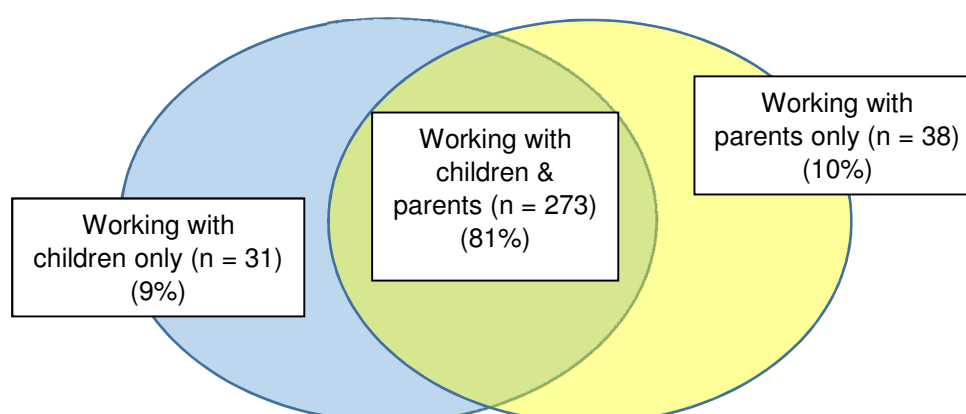 Working with
children only (n = 31)
(9%)
Working with
children &
parents (n = 273)
(81%)
Working with
parents only (n = 38)
(10%)